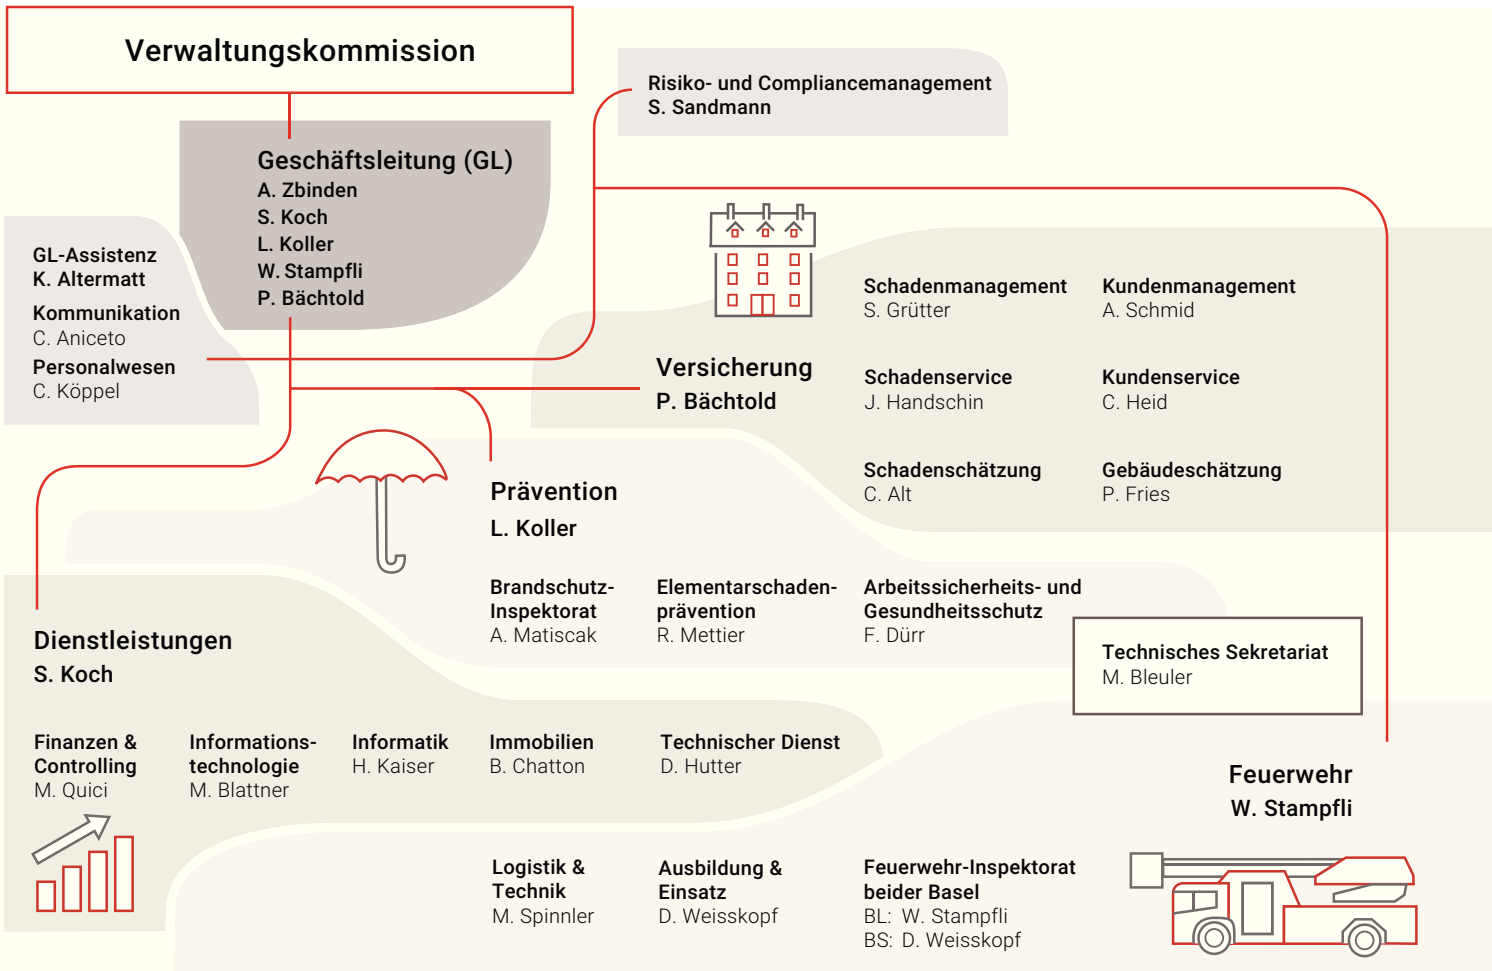 Verwaltungskommission
Risiko- und Compliancemanagement
S. Sandmann
Geschäftsleitung (GL)
A. Zbinden
S. Koch
L. Koller
W. Stampfli
P. Bächtold
GL-Assistenz
K. Altermatt
Kommunikation
C. Aniceto
Personalwesen
C. Köppel
Versicherung
P. Bächtold
Schadenmanagement
S. Grütter
Kundenmanagement
A. Schmid
Schadenservice
J. Handschin
Kundenservice
C. Heid
Schadenschätzung
C. Alt
Gebäudeschätzung
P. Fries
Prävention
L. Koller
Brandschutz-
Inspektorat
A. Matiscak
Elementarschaden-
prävention
R. Mettier
Arbeitssicherheits- und
Gesundheitsschutz
F. Dürr
Technisches Sekretariat
M. Bleuler
Dienstleistungen
S. Koch
Finanzen &
Controlling
M. Quici
Informations-
technologie
M. Blattner
Informatik
H. Kaiser
Immobilien
B. Chatton
Technischer Dienst
D. Hutter
Feuerwehr
W. Stampfli
Logistik &
Technik
M. Spinnler
Ausbildung &
Einsatz
D. Weisskopf
Feuerwehr-Inspektorat
beider Basel
BL: W. Stampfli
BS: D. Weisskopf